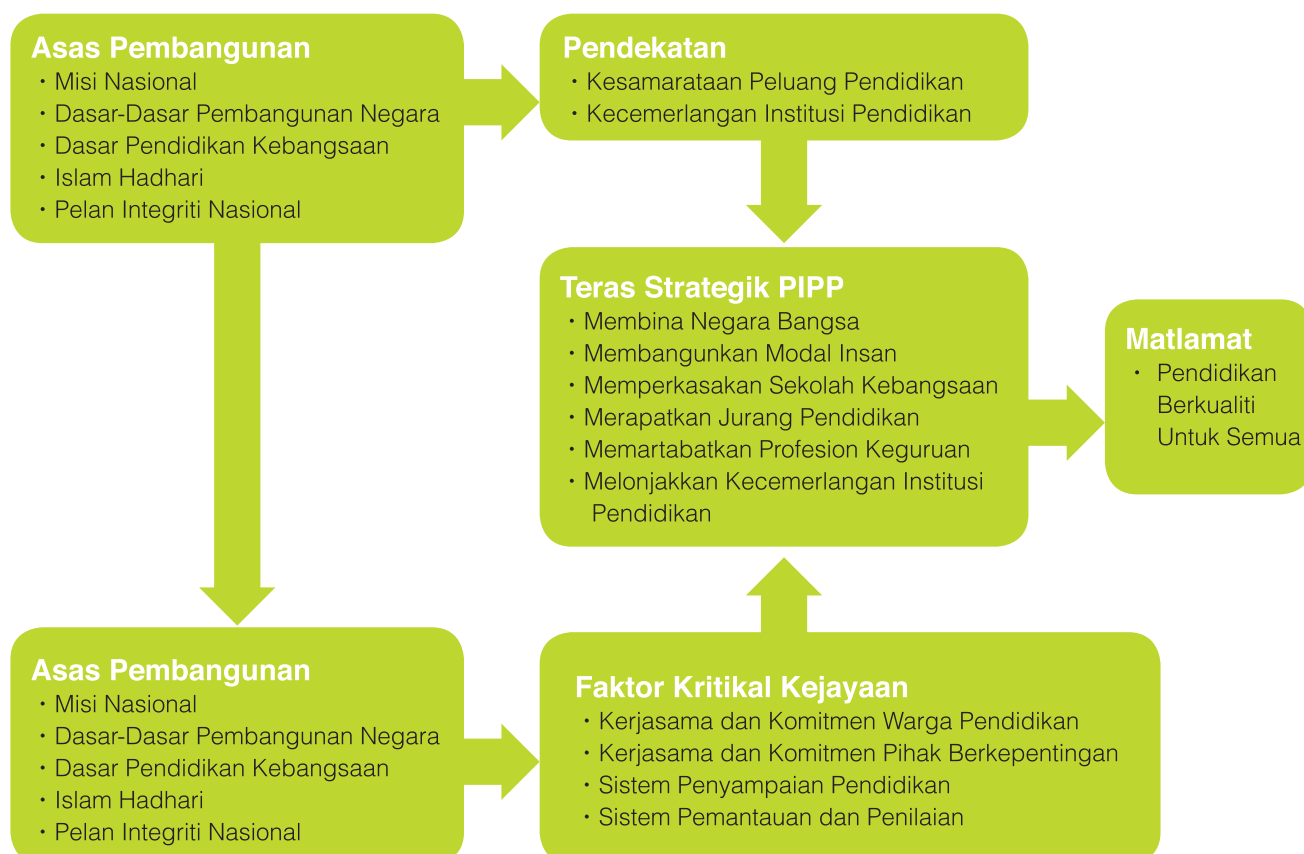 Asas Pembangunan
· Misi Nasional
· Dasar-Dasar Pembangunan Negara
· Dasar Pendidikan Kebangsaan
· Islam Hadhari
· Pelan Integriti Nasional
Pendekatan
· Kesamarataan Peluang Pendidikan
· Kecemerlangan Institusi Pendidikan
Teras Strategik PIPP
· Membina Negara Bangsa
· Membangunkan Modal Insan
· Memperkasakan Sekolah Kebangsaan
· Merapatkan Jurang Pendidikan
· Memartabatkan Profesion Keguruan
· Melonjakkan Kecemerlangan Institusi
Pendidikan
Matlamat
· Pendidikan
Berkualiti
Untuk Semua
Asas Pembangunan
· Misi Nasional
· Dasar-Dasar Pembangunan Negara
· Dasar Pendidikan Kebangsaan
· Islam Hadhari
· Pelan Integriti Nasional
Faktor Kritikal Kejayaan
· Kerjasama dan Komitmen Warga Pendidikan
· Kerjasama dan Komitmen Pihak Berkepentingan
· Sistem Penyampaian Pendidikan
· Sistem Pemantauan dan Penilaian